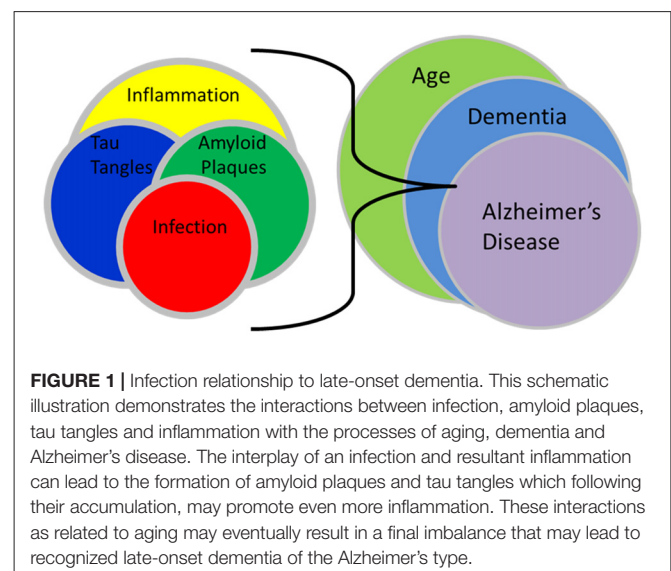 Inflammation
Tau
Tangles
Amyloid
Plaques
Infection
Age
Dementia
Alzheimer's
Disease
FIGURE 1 | Infection relationship to late-onset dementia. This schematic
illustration demonstrates the interactions between infection, amyloid plaques,
tau tangles and inflammation with the processes of aging, dementia and
Alzheimer's disease. The interplay of an infection and resultant inflammation
can lead to the formation of amyloid plaques and tau tangles which following
their accumulation, may promote even more inflammation. These interactions
as related to aging may eventually result in a final imbalance that may lead to
recognized late-onset dementia of the Alzheimer's type.